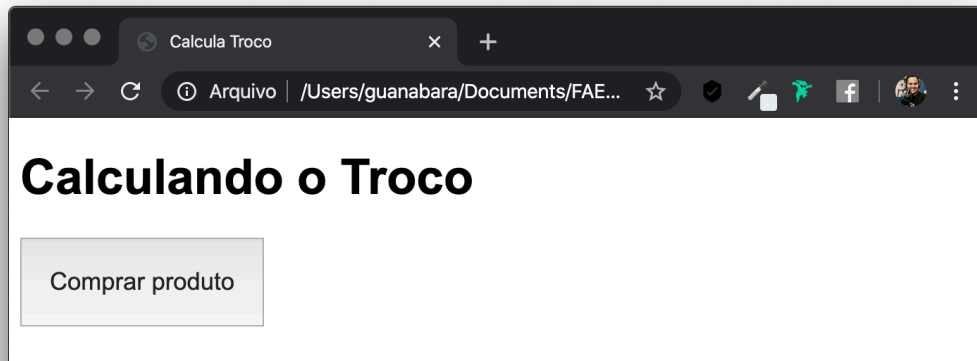 Calcula Troco
Arquivo /Users/guanabara/Documents/FAE...
Calculando o Troco
Comprar produto